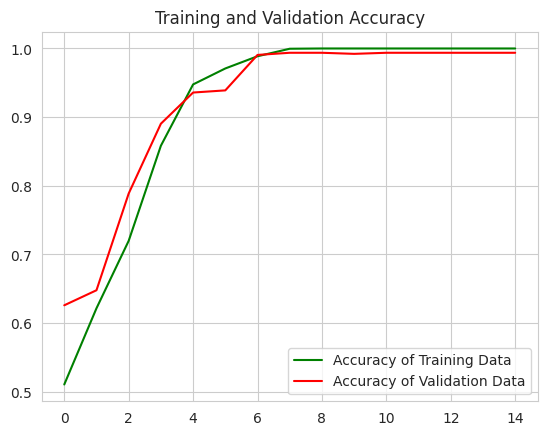 Training and Validation Accuracy
1.0
0.9
0.8
0.7
0.6
0.5
0 2 4 6 8 10 12 14
Accuracy of Training Data
Accuracy of Validation Data